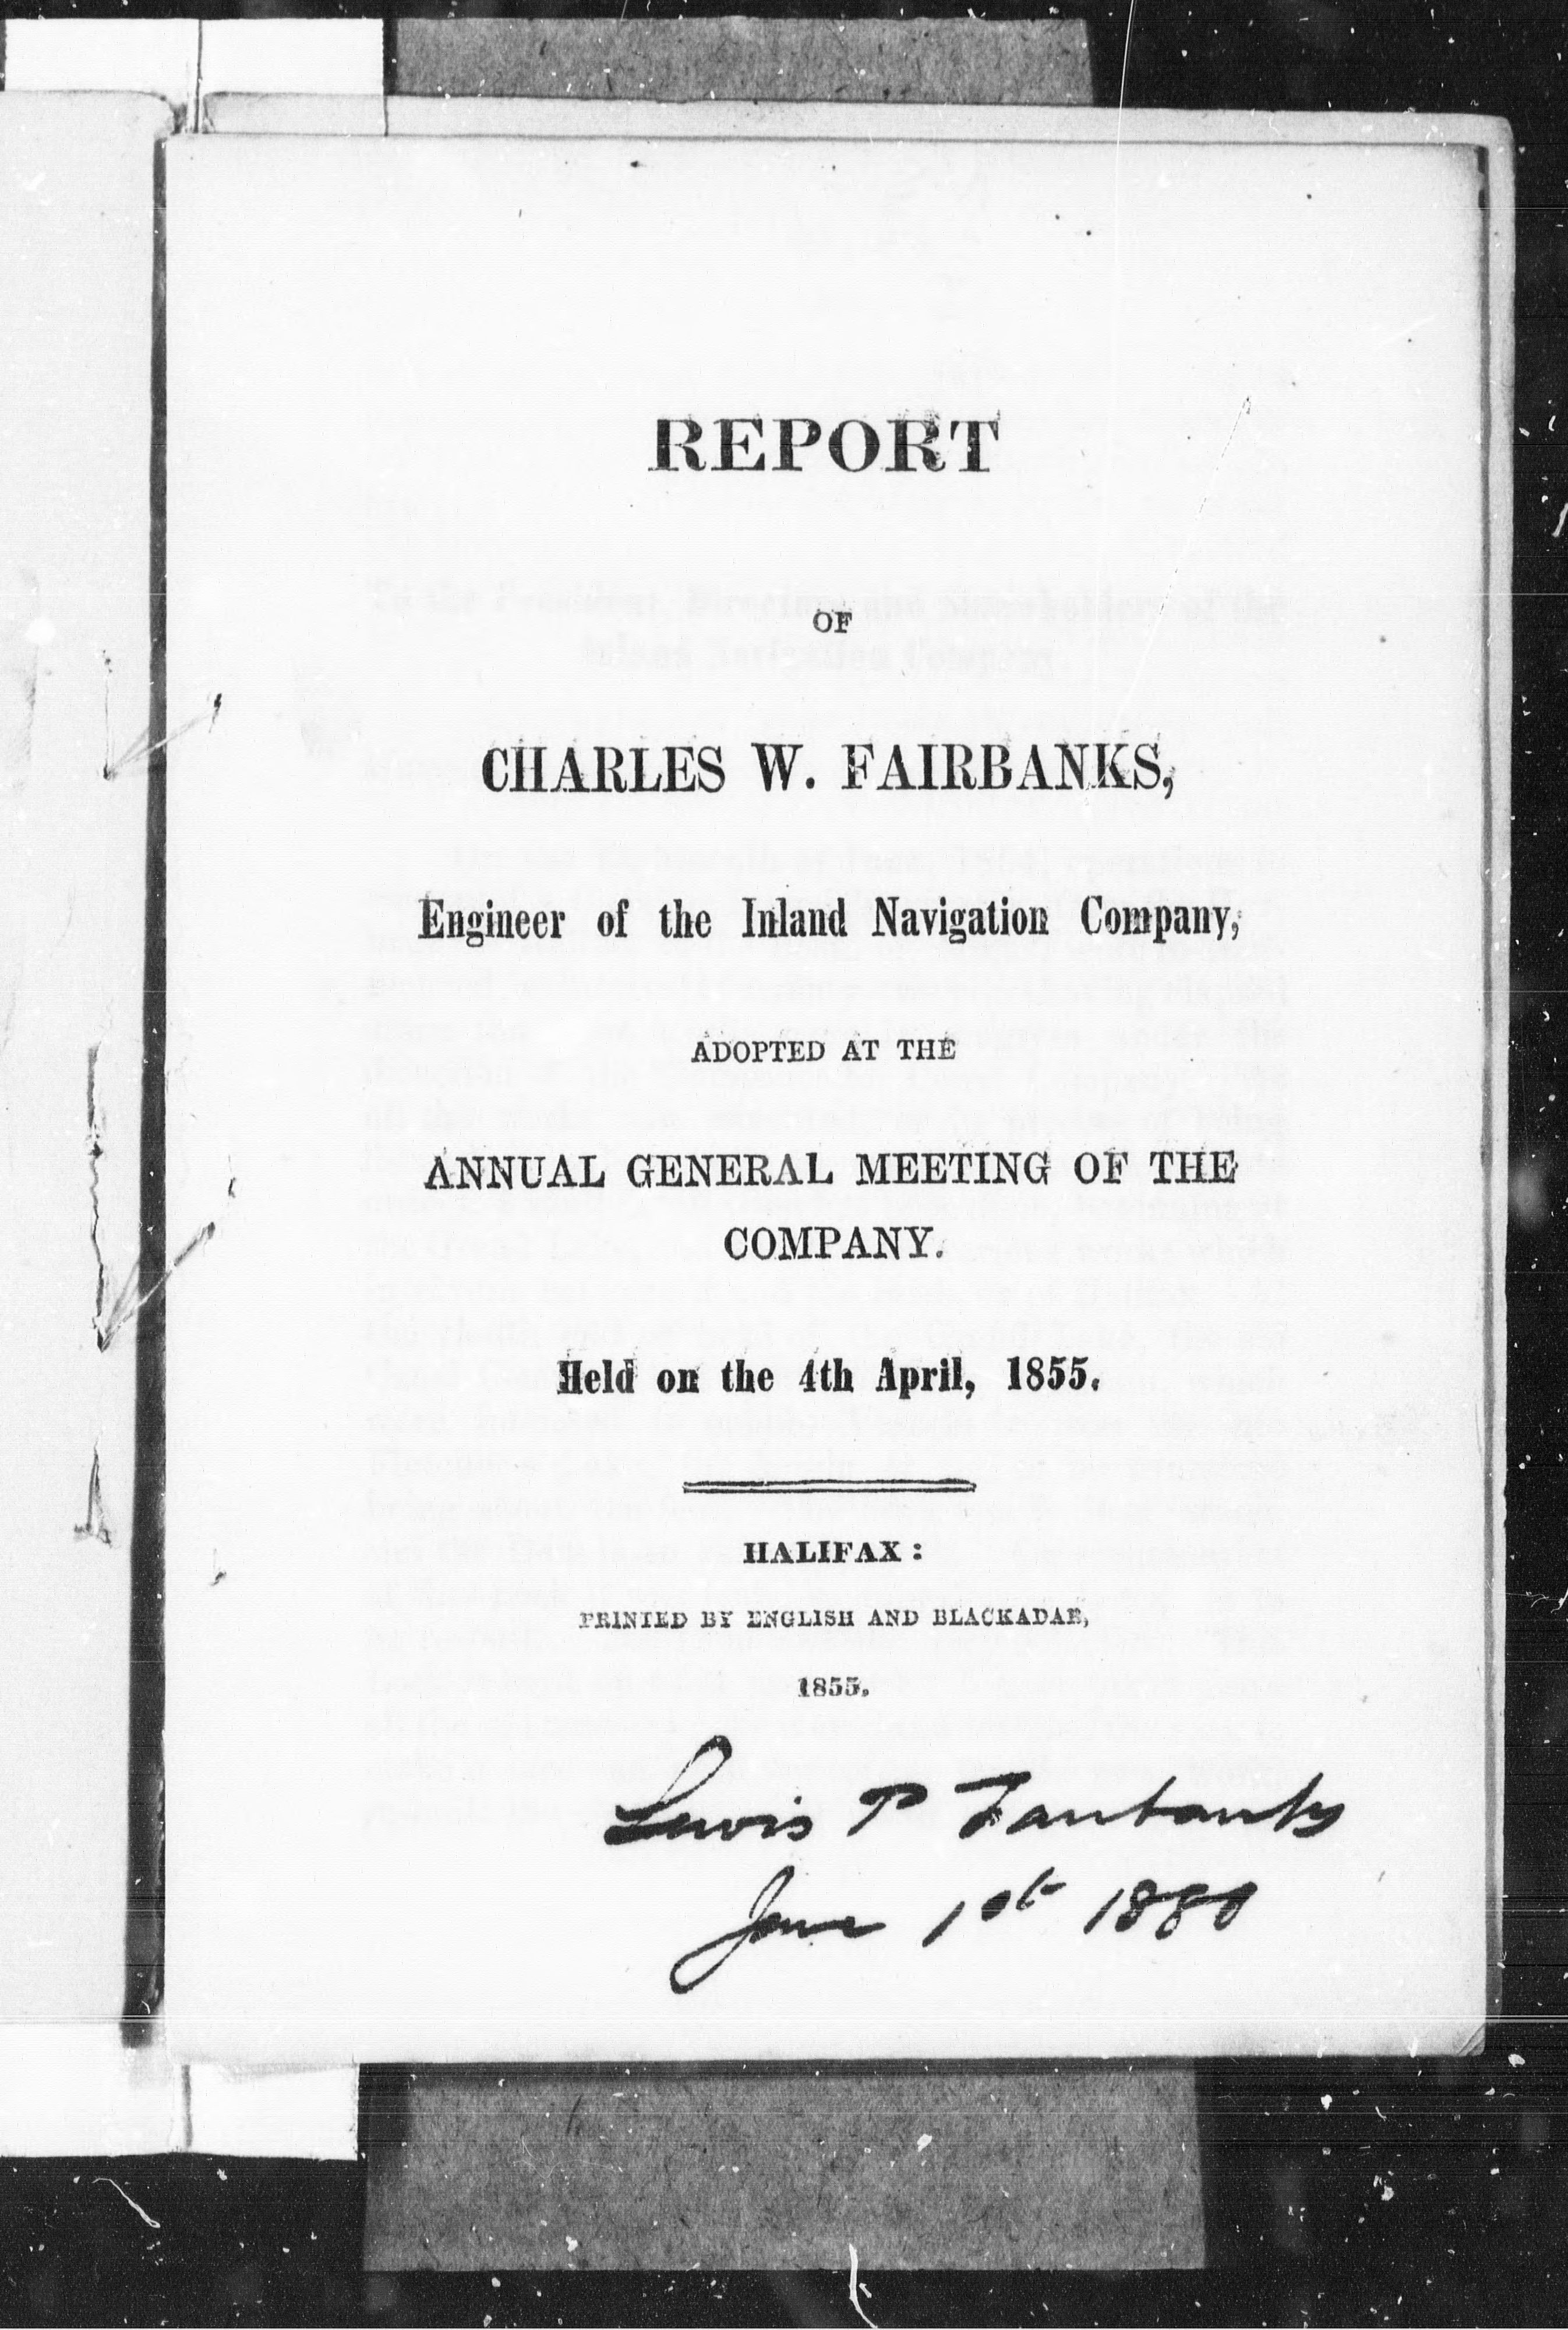 REPORT
OF
CHARLES W. FAIRBANKS,
Engineer of the Inland Navigation Company,
ADOPTED AT THE
ANNUAL GENERAL MEETING OF THE
COMPANY.
Held on the 4th April, 1855.
HALIFAX:
PRINTED BY ENGLISH AND BLACKADAR,
1855.
Lewis P Fairbanks
June 1st 1880